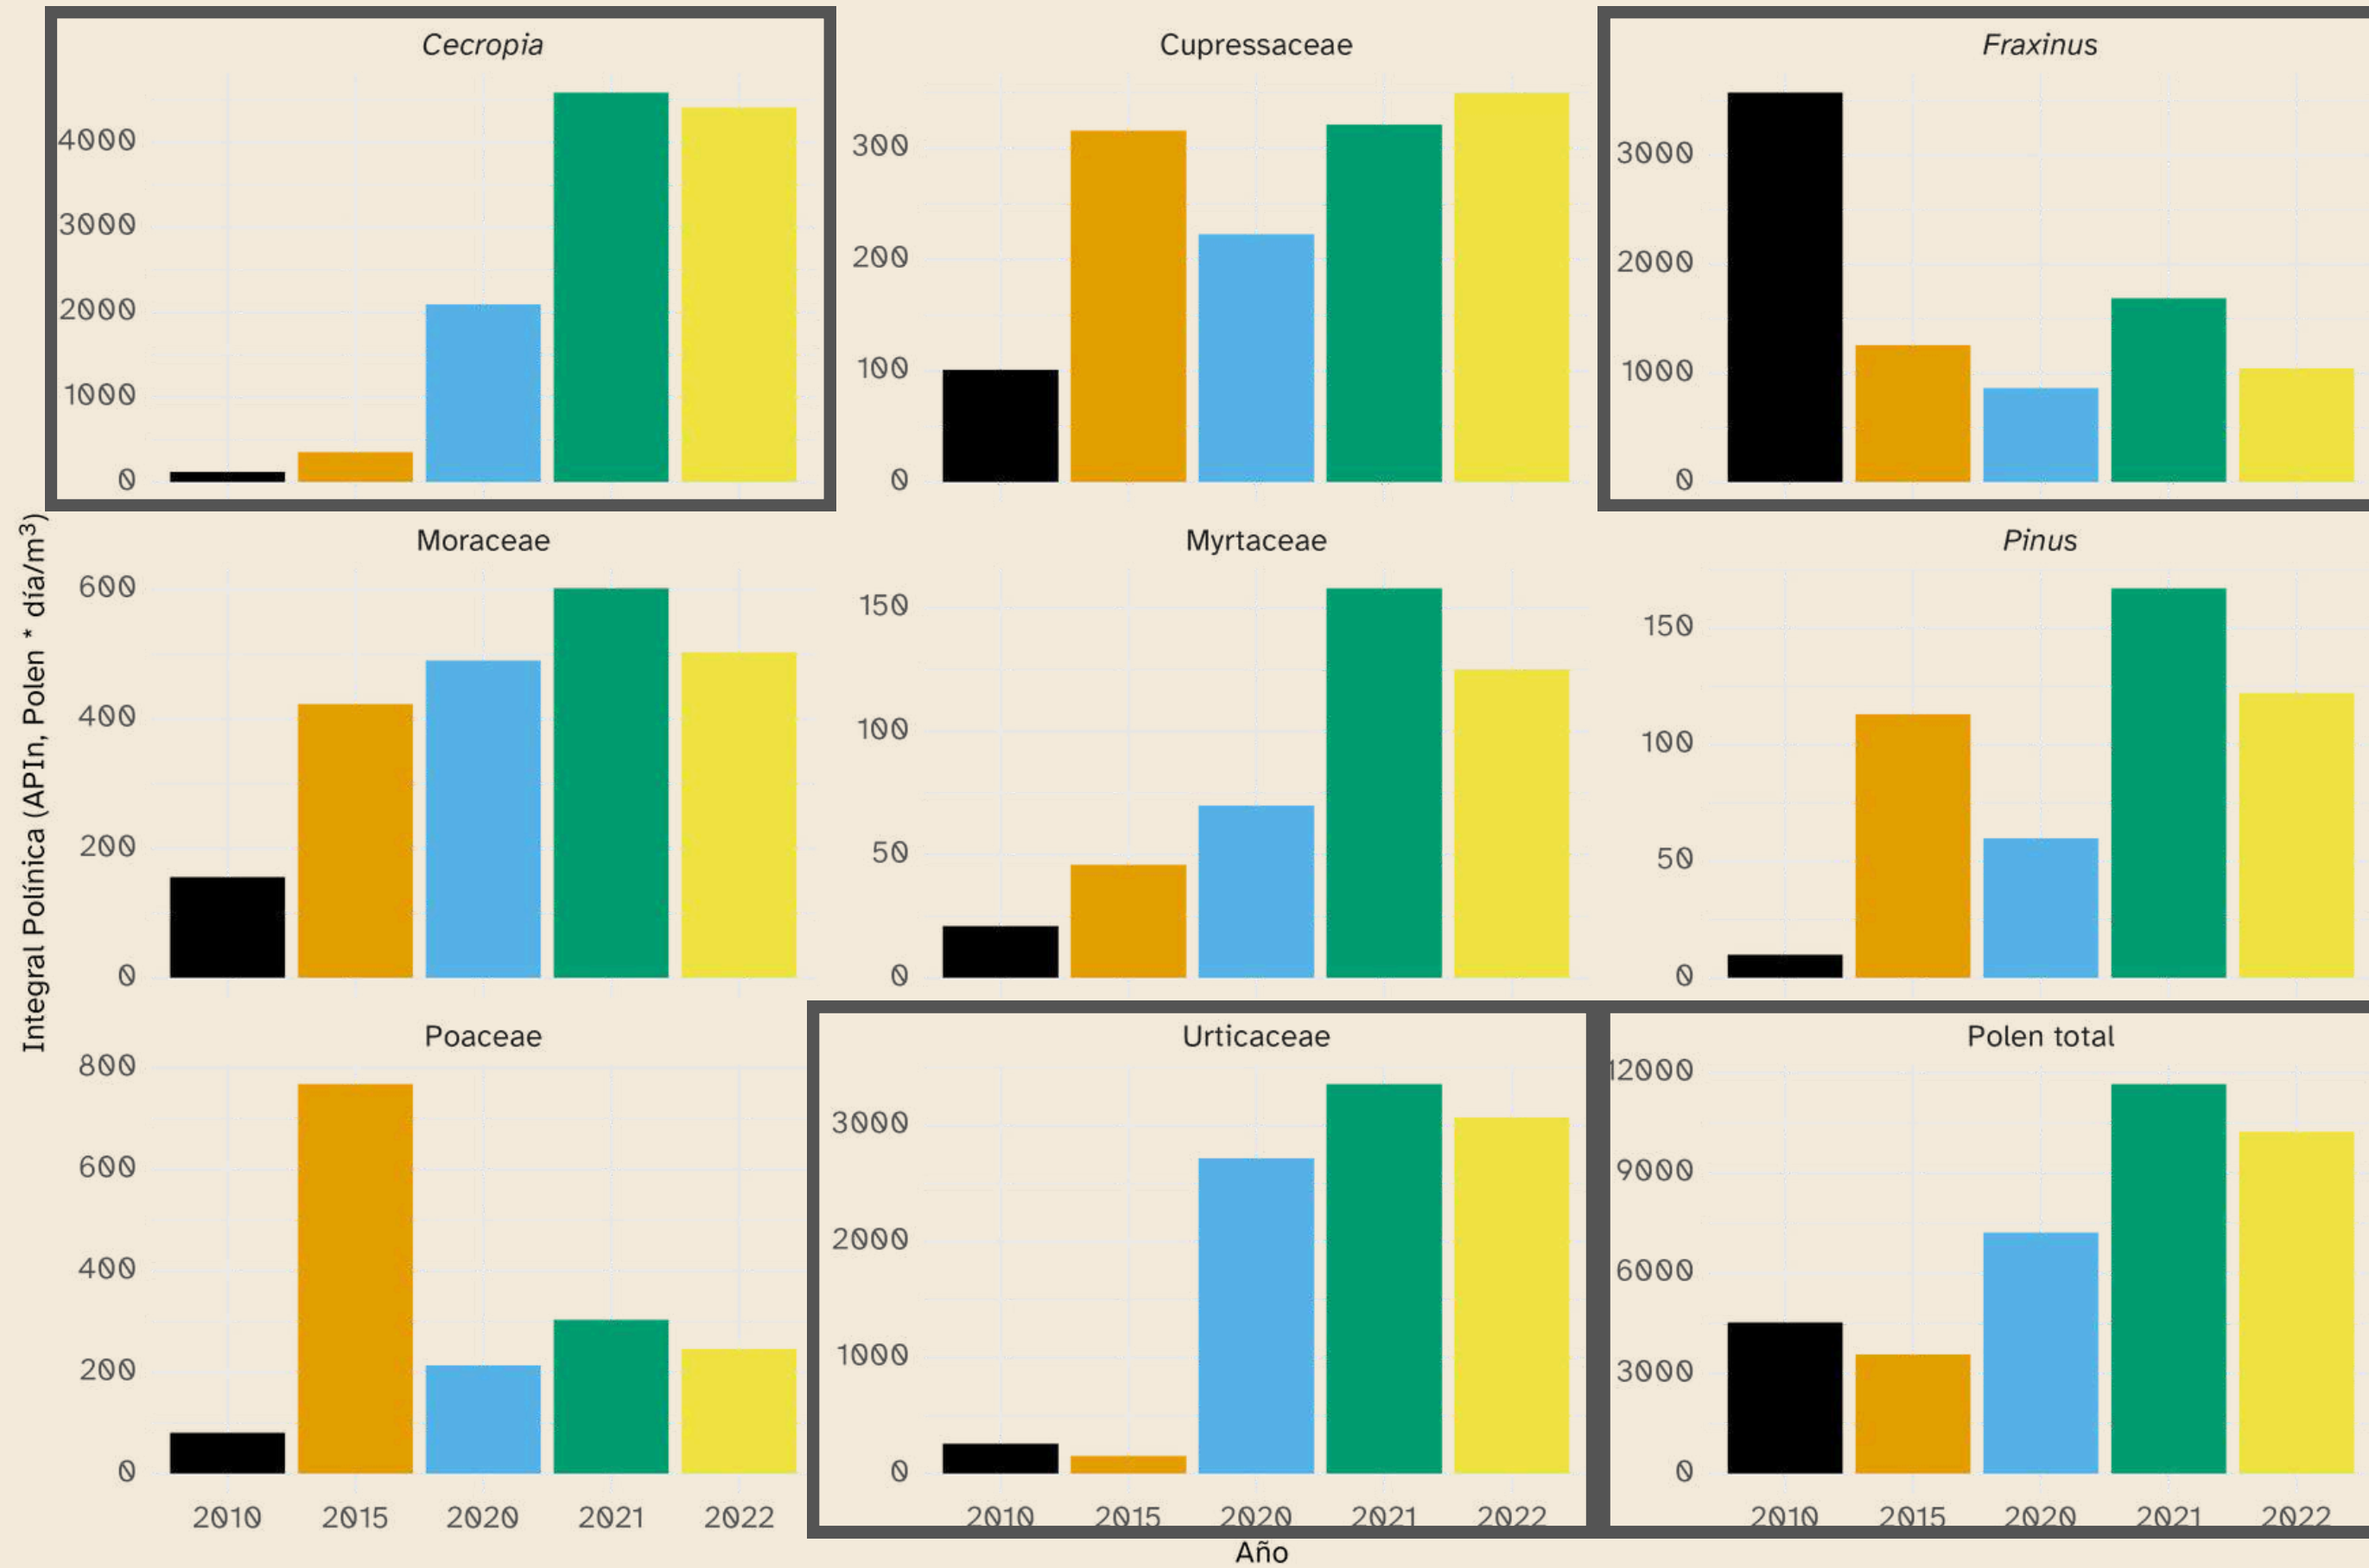 Cecropia
4000
3000
2000
1000
0
Cupressaceae
300
200
100
0
Fraxinus
3000
2000
1000
0
Integral Polínica (APIn, Polen * día/m³)
Moraceae
600
400
200
0
Myrtaceae
150
100
50
0
Pinus
150
100
50
0
Poaceae
800
600
400
200
0
2010 2015 2020 2021 2022
Urticaceae
3000
2000
1000
0
2010 2015 2020 2021 2022
Polen total
12000
9000
6000
3000
0
2010 2015 2020 2021 2022
Año